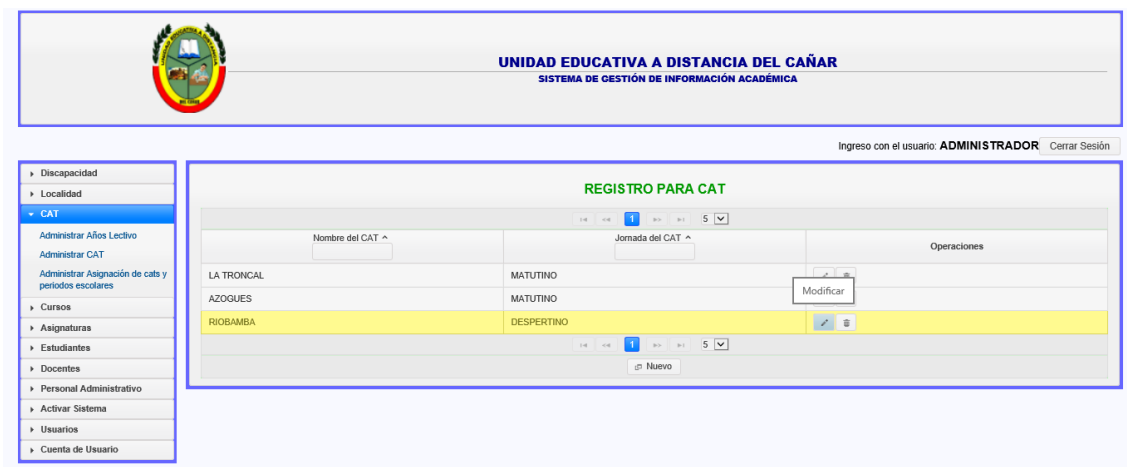 UNIDAD EDUCATIVA A DISTANCIA DEL CAÑAR
SISTEMA DE GESTIÓN DE INFORMACIÓN ACADÉMICA
Ingreso con el usuario: ADMINISTRADOR Cerrar Sesión
Discapacidad
Localidad
CAT
Administrar Años Lectivo
Administrar CAT
Administrar Asignación de cats y
periodos escolares
Cursos
Asignaturas
Estudiantes
Docentes
Personal Administrativo
Activar Sistema
Usuarios
Cuenta de Usuario
REGISTRO PARA CAT
1 5
Nombre del CAT Jornada del CAT Operaciones
LA TRONCAL MATUTINO
Modificar
AZOGUES MATUTINO
RIOBAMBA DESPERTINO
1 5
Nuevo